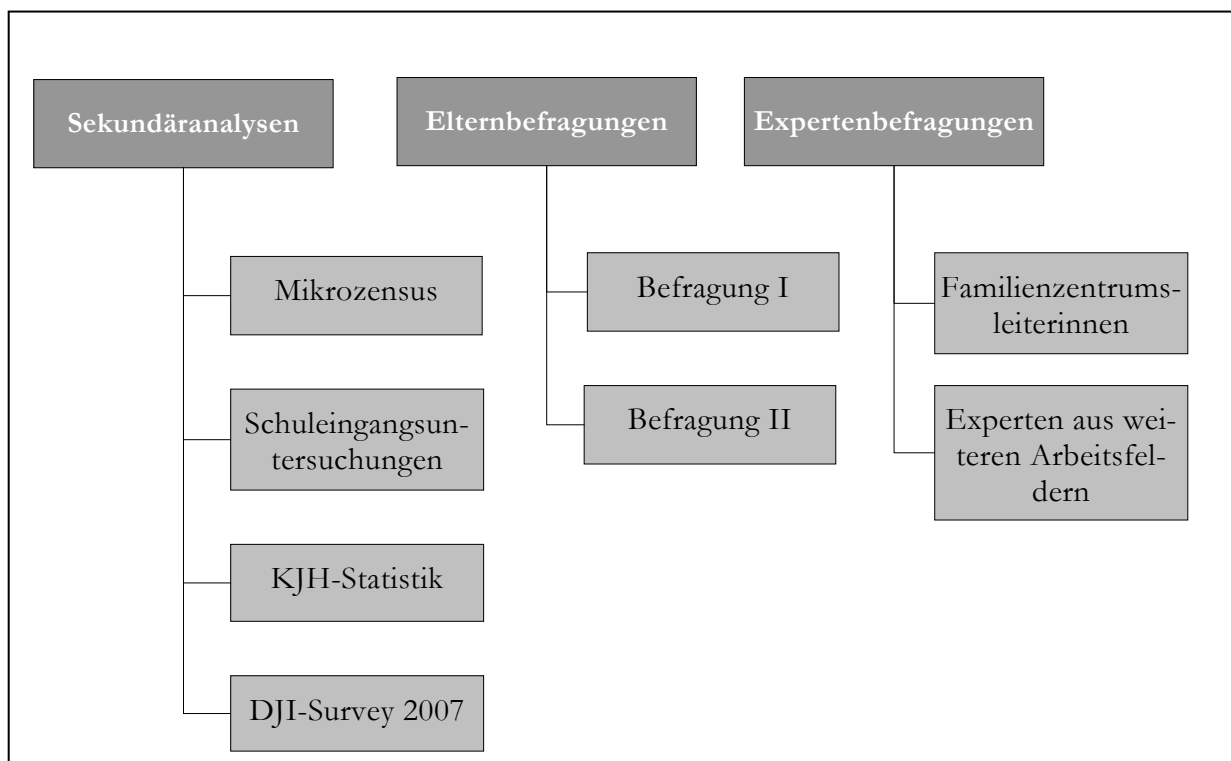 Sekundäranalysen
Mikrozensus
Schuleingangsun-
tersuchungen
KJH-Statistik
DJI-Survey 2007
Elternbefragungen
Befragung I
Befragung II
Expertenbefragungen
Familienzentrums-
leiterinnen
Experten aus wei-
teren Arbeitsfel-
dern